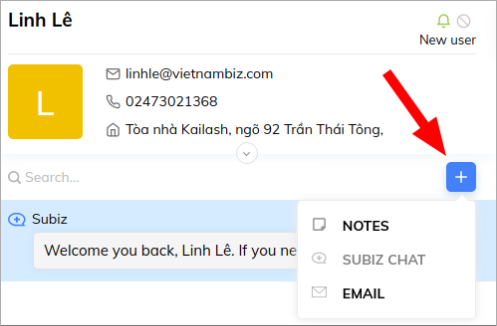 Linh Lê
New user
L
linhle@vietnambiz.com
02473021368
Tòa nhà Kailash, ngõ 92 Trần Thái Tông,
Search...
Subiz
Welcome you back, Linh Lê. If you ne
NOTES
SUBIZ CHAT
EMAIL